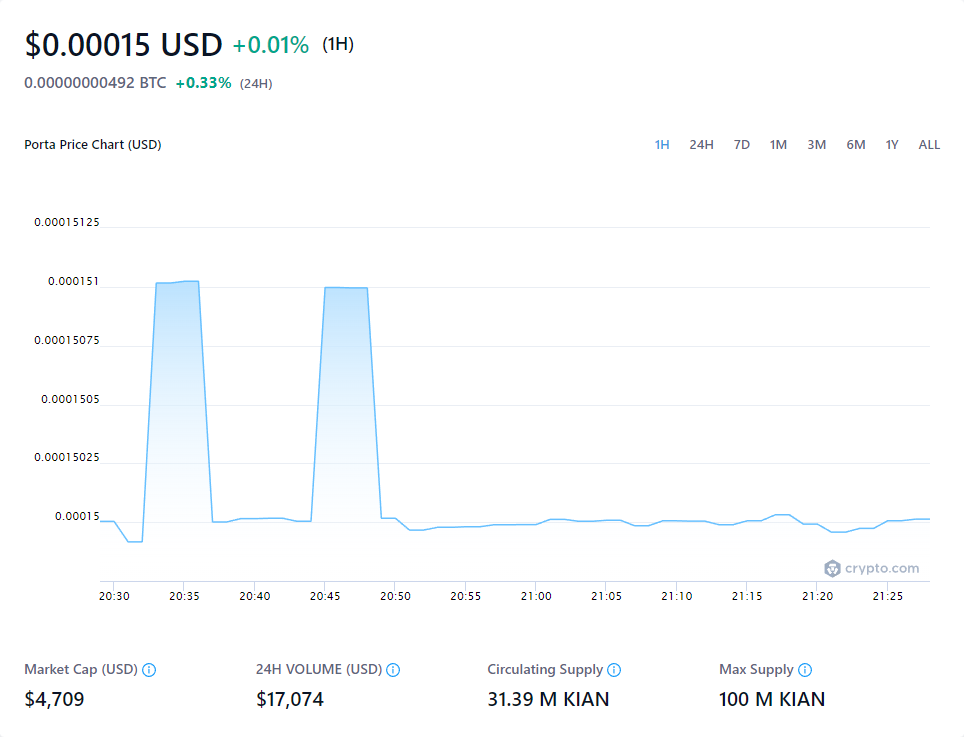 $0.00015 USD +0.01% (1H)
0.00000000492 BTC +0.33% (24H)
Porta Price Chart (USD)
1H 24H 7D 1M 3M 6M 1Y ALL
0.00015125
0.000151
0.00015075
0.0001505
0.00015025
0.00015
crypto.com
20:30 20:35 20:40 20:45 20:50 20:55 21:00 21:05 21:10 21:15 21:20 21:25
Market Cap (USD) 24H VOLUME (USD) Circulating Supply Max Supply
$4,709 $17,074 31.39 M KIAN 100 M KIAN